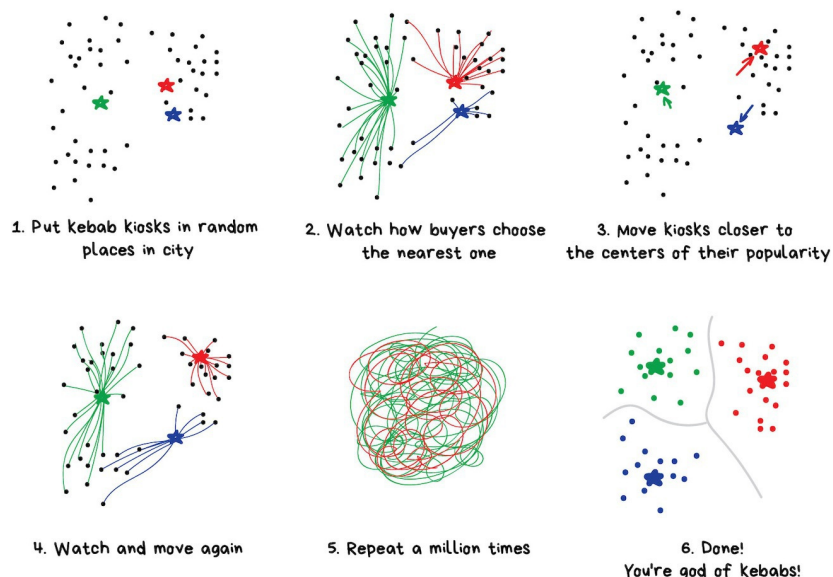 1. Put kebab kiosks in random
places in city
2. Watch how buyers choose
the nearest one
3. Move kiosks closer to
the centers of their popularity
4. Watch and move again
5. Repeat a million times
6. Done!
You're god of kebabs!